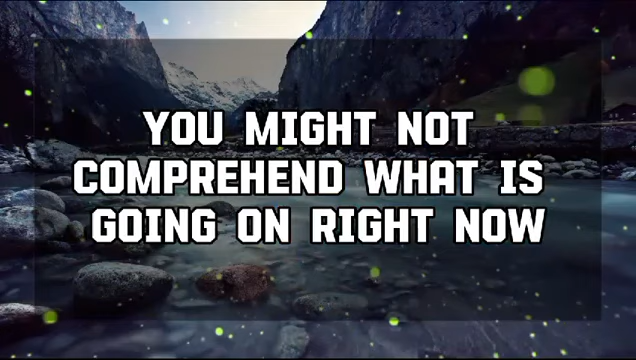 YOU MIGHT NOT
COMPREHEND WHAT IS
GOING ON RIGHT NOW